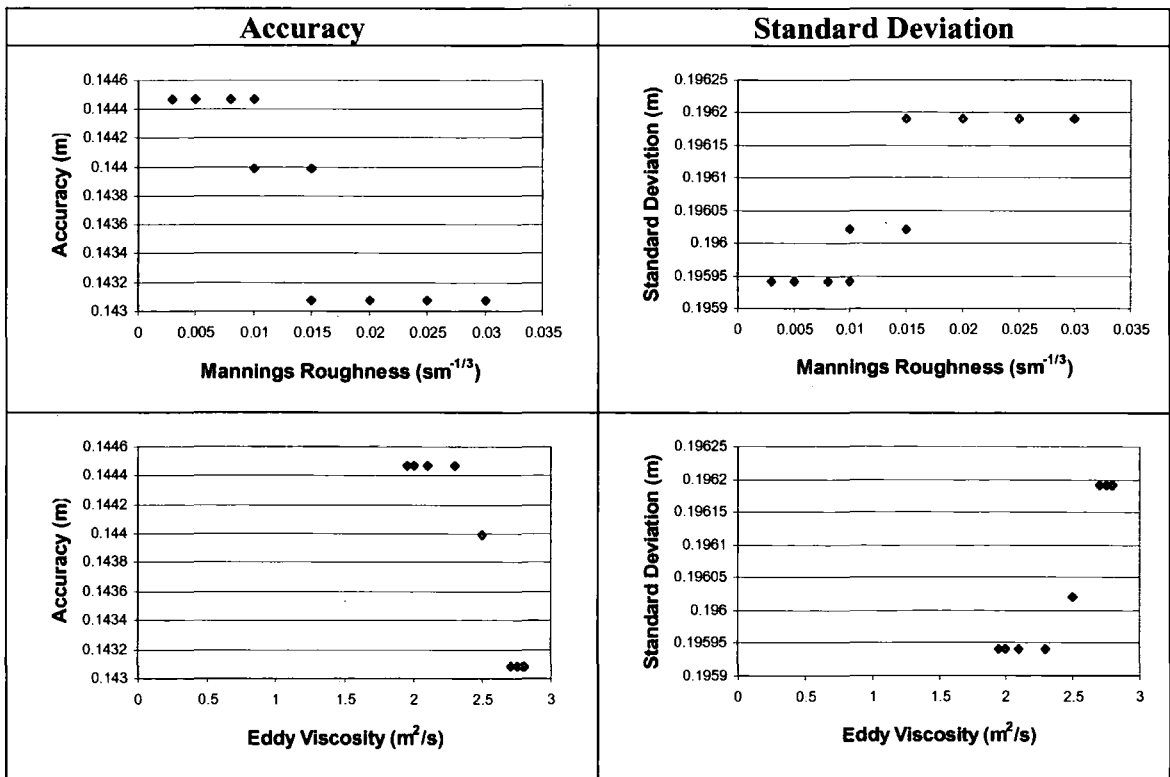 Accuracy
Standard Deviation
Accuracy (m)
0.1446
0.1444
0.1442
0.144
0.1438
0.1436
0.1434
0.1432
0.143
0 0.005 0.01 0.015 0.02 0.025 0.03 0.035
Mannings Roughness (sm-1/3)
Standard Deviation (m)
0.19625
0.1962
0.19615
0.1961
0.19605
0.196
0.19595
0.1959
0 0.005 0.01 0.015 0.02 0.025 0.03 0.035
Mannings Roughness (sm-1/3)
Accuracy (m)
0.1446
0.1444
0.1442
0.144
0.1438
0.1436
0.1434
0.1432
0.143
0 0.5 1 1.5 2 2.5 3
Eddy Viscosity (m2/s)
Standard Deviation (m)
0.19625
0.1962
0.19615
0.1961
0.19605
0.196
0.19595
0.1959
0 0.5 1 1.5 2 2.5 3
Eddy Viscosity (m2/s)